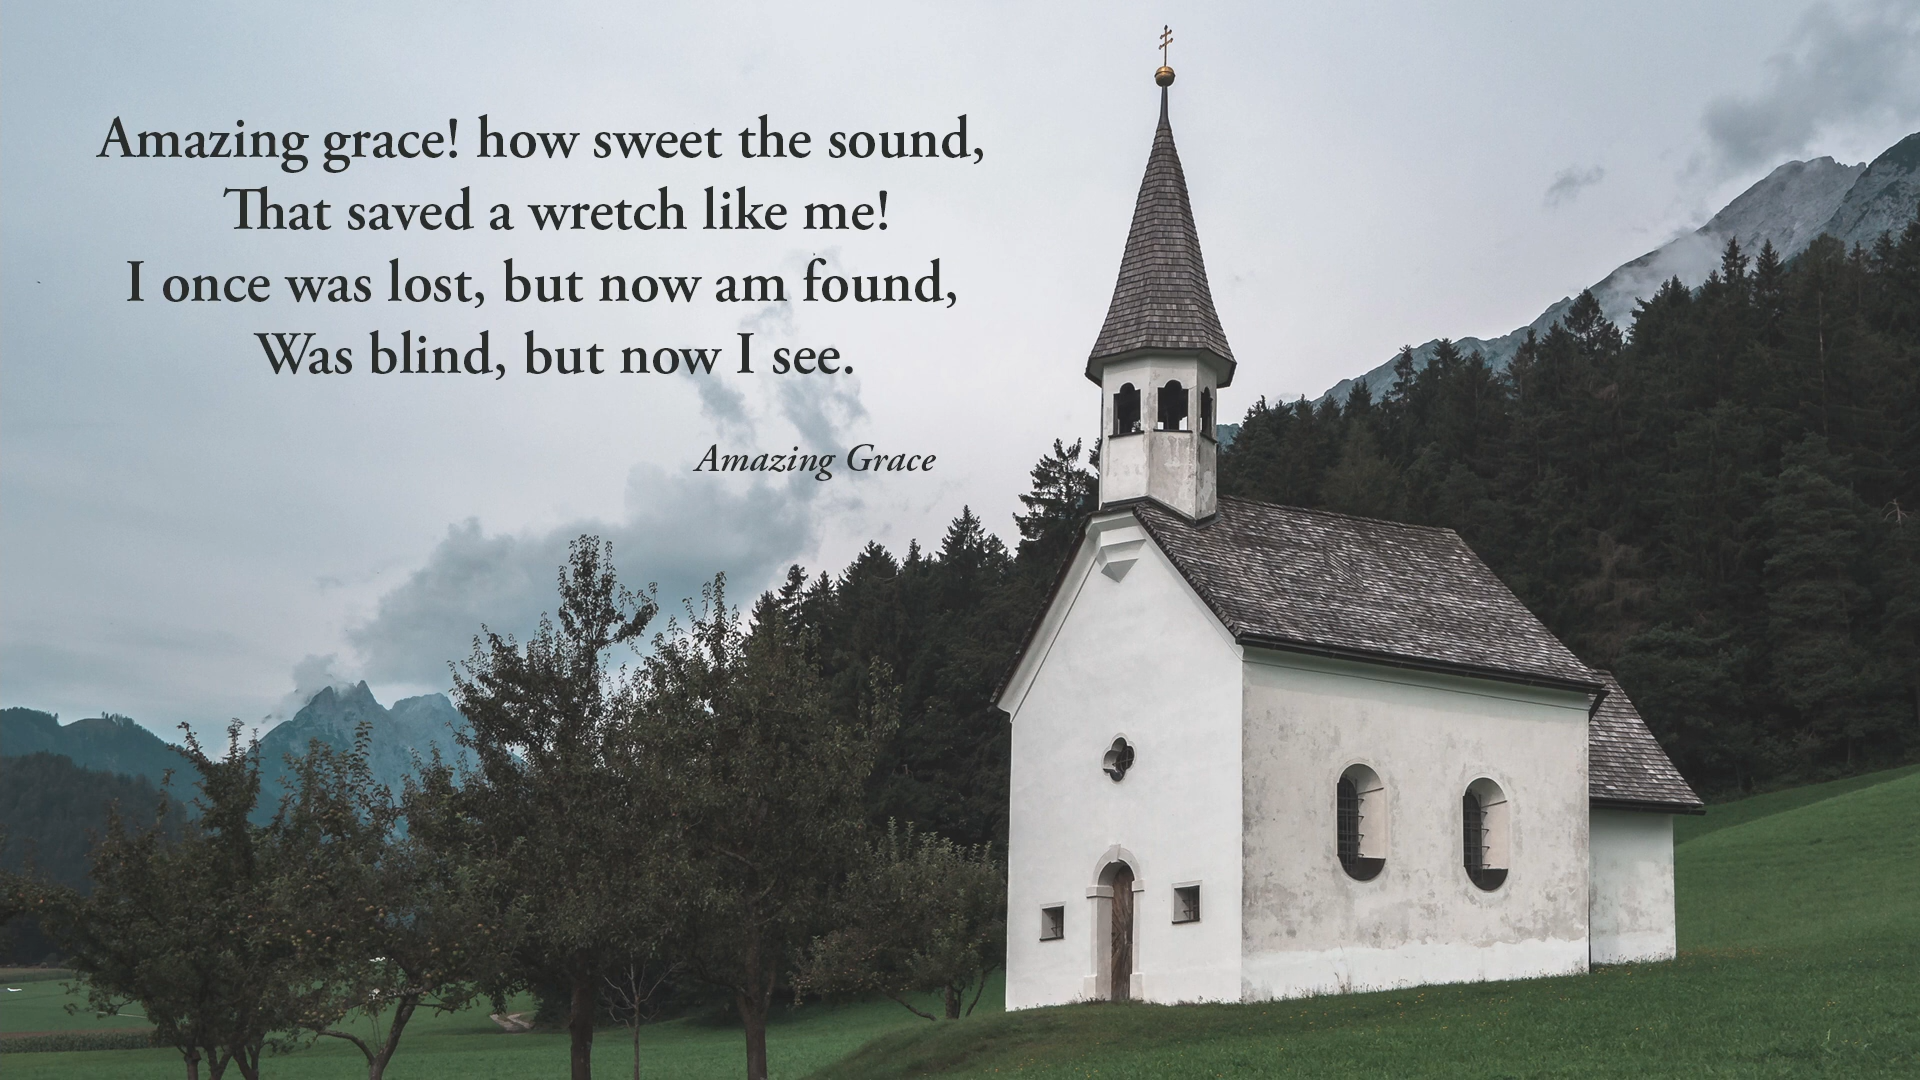 Amazing grace! how sweet the sound,
That saved a wretch like me!
I once was lost, but now am found,
Was blind, but now I see.
Amazing Grace